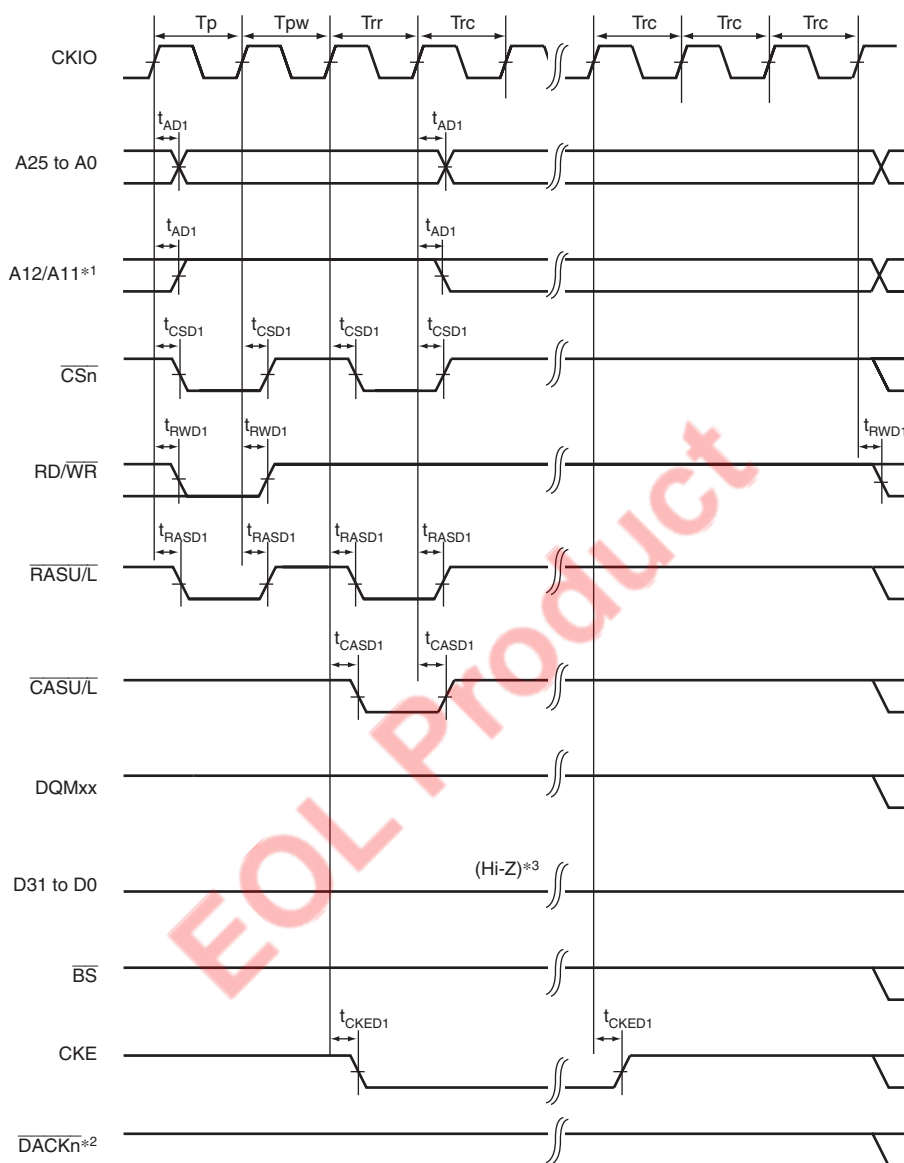 Tp Tpw Trr Trc Trc Trc Trc
CKIO
tAD1 tAD1
A25 to A0
tAD1 tAD1
A12/A11*1
tCSD1 tCSD1 tCSD1 tCSD1
CSn
tRWD1 tRWD1 tRWD1
RD/WR
tRASD1 tRASD1 tRASD1 tRASD1
RASU/L
tCASD1 tCASD1
CASU/L
DQMxx
(Hi-Z)*3
D31 to D0
BS
tCKED1 tCKED1
CKE
DACKn*2
EOL Product